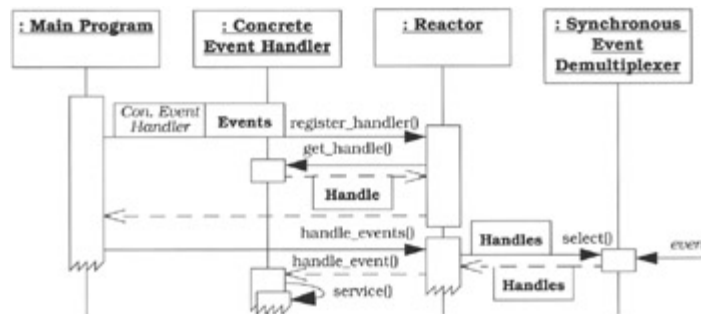 : Main Program
: Concrete
Event Handler
: Reactor
: Synchronous
Event
Demultiplexer
Con. Event
Handler
Events
register_handler()
get_handle()
Handle
handle_events()
Handles
select()
even
handle_event()
Handles
service()